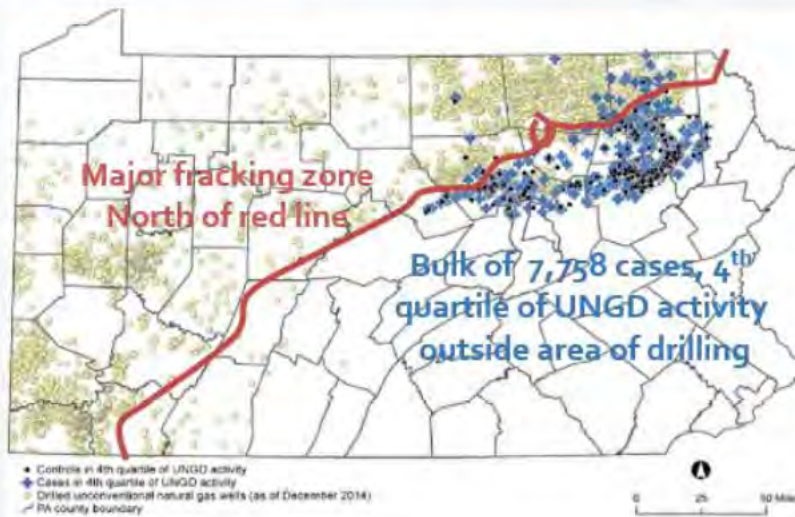 Major fracking zone
North of red line
Bulk of 7,758 cases, 4th
quartile of UNGD activity
outside area of drilling
Controls in 4th quartile of UNGD activity
Cases in 4th quartile of UNGD activity
Drilled unconventional natural gas wells (as of December 2014)
PA county boundary
0 25 50 Miles